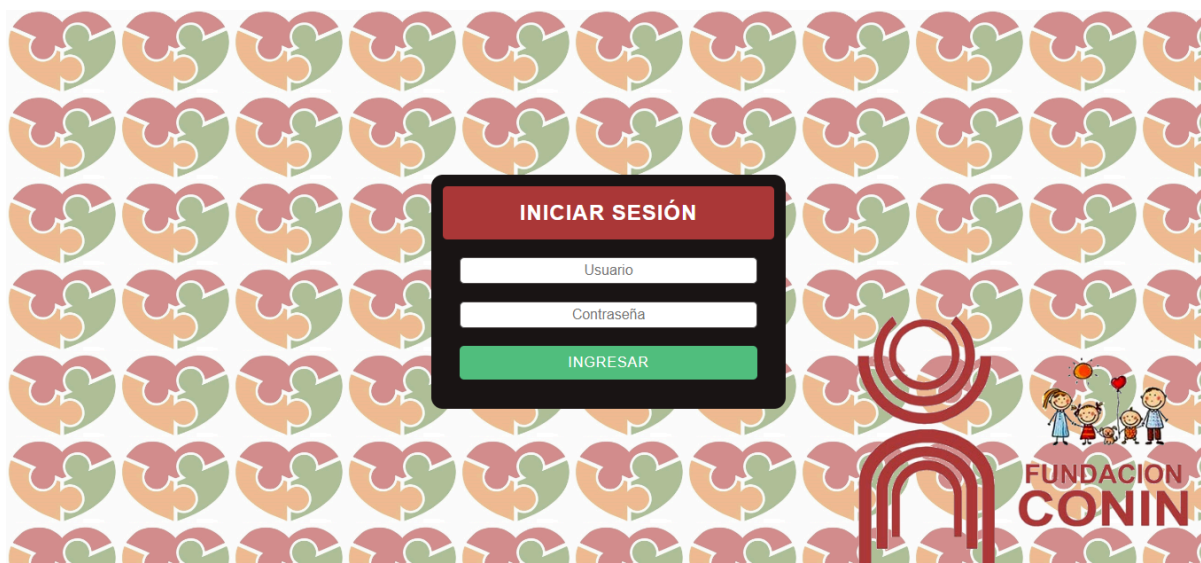 INICIAR SESIÓN
Usuario
Contraseña
INGRESAR
FUNDACION
CONIN